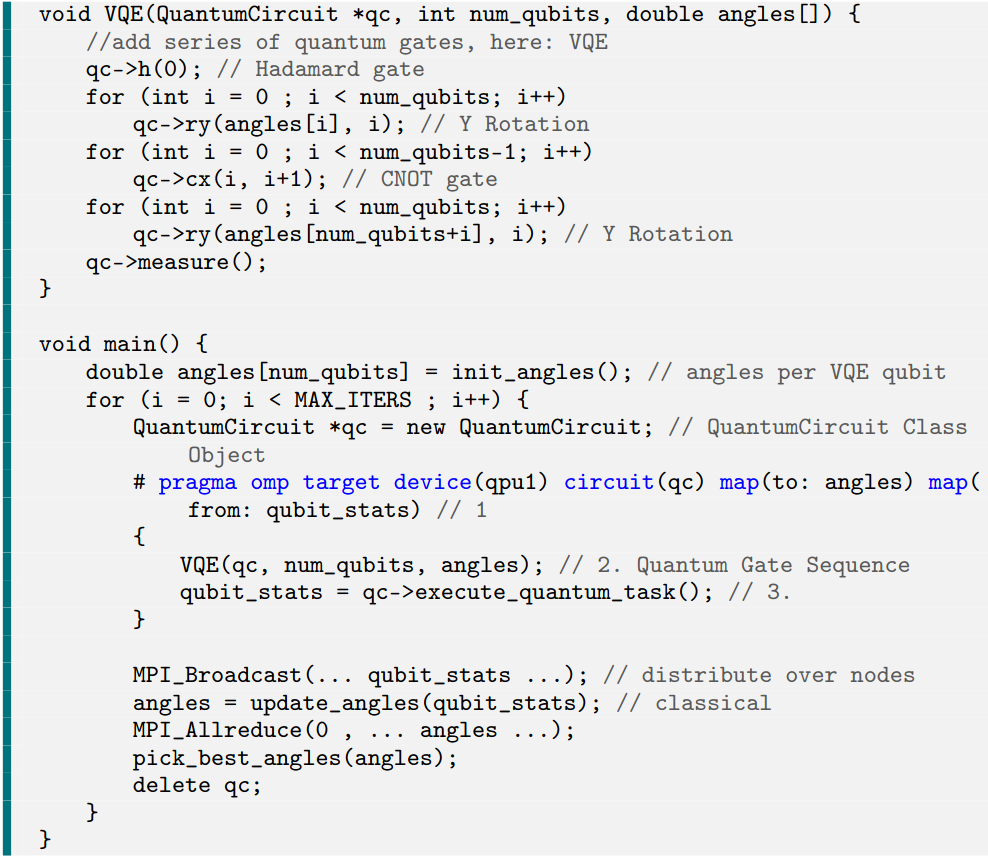 void VQE(QuantumCircuit *qc, int num_qubits, double angles[]) {
//add series of quantum gates, here: VQE
qc->h(0); // Hadamard gate
for (int i = 0 ; i < num_qubits; i++)
qc->ry(angles[i], i); // Y Rotation
for (int i = 0 ; i < num_qubits-1; i++)
qc->cx(i, i+1); // CNOT gate
for (int i = 0 ; i < num_qubits; i++)
qc->ry(angles[num_qubits+i], i); // Y Rotation
qc->measure();
}
void main() {
double angles[num_qubits] = init_angles(); // angles per VQE qubit
for (i = 0; i < MAX_ITERS ; i++) {
QuantumCircuit *qc = new QuantumCircuit; // QuantumCircuit Class
Object
# pragma omp target device(qpu1) circuit(qc) map(to: angles) map(
from: qubit_stats) // 1
{
VQE(qc, num_qubits, angles); // 2. Quantum Gate Sequence
qubit_stats = qc->execute_quantum_task(); // 3.
}
MPI_Broadcast(... qubit_stats ...); // distribute over nodes
angles = update_angles(qubit_stats); // classical
MPI_Allreduce(0 , ... angles ...);
pick_best_angles(angles);
delete qc;
}
}